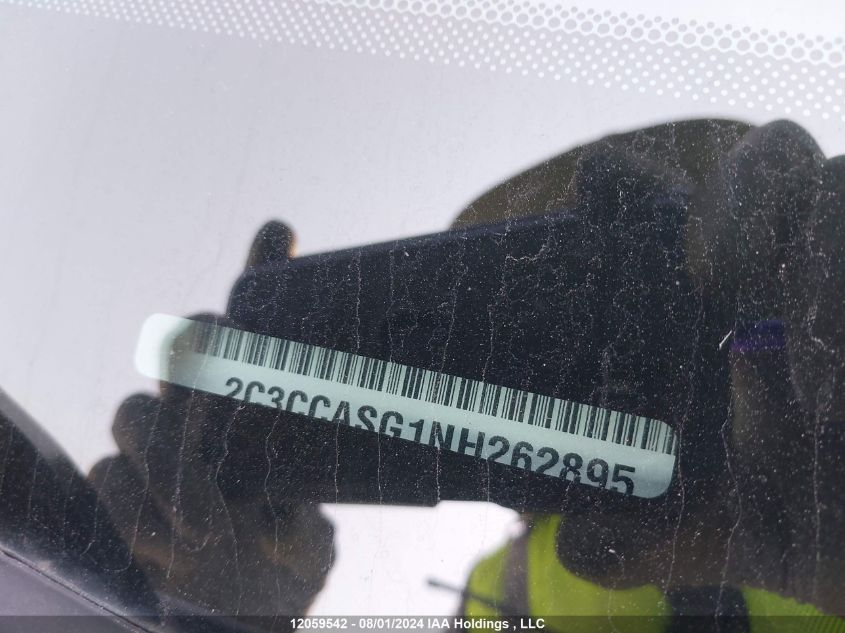 2C3CCASG1NH262895
12059542 - 08/01/2024 IAA Holdings , LLC